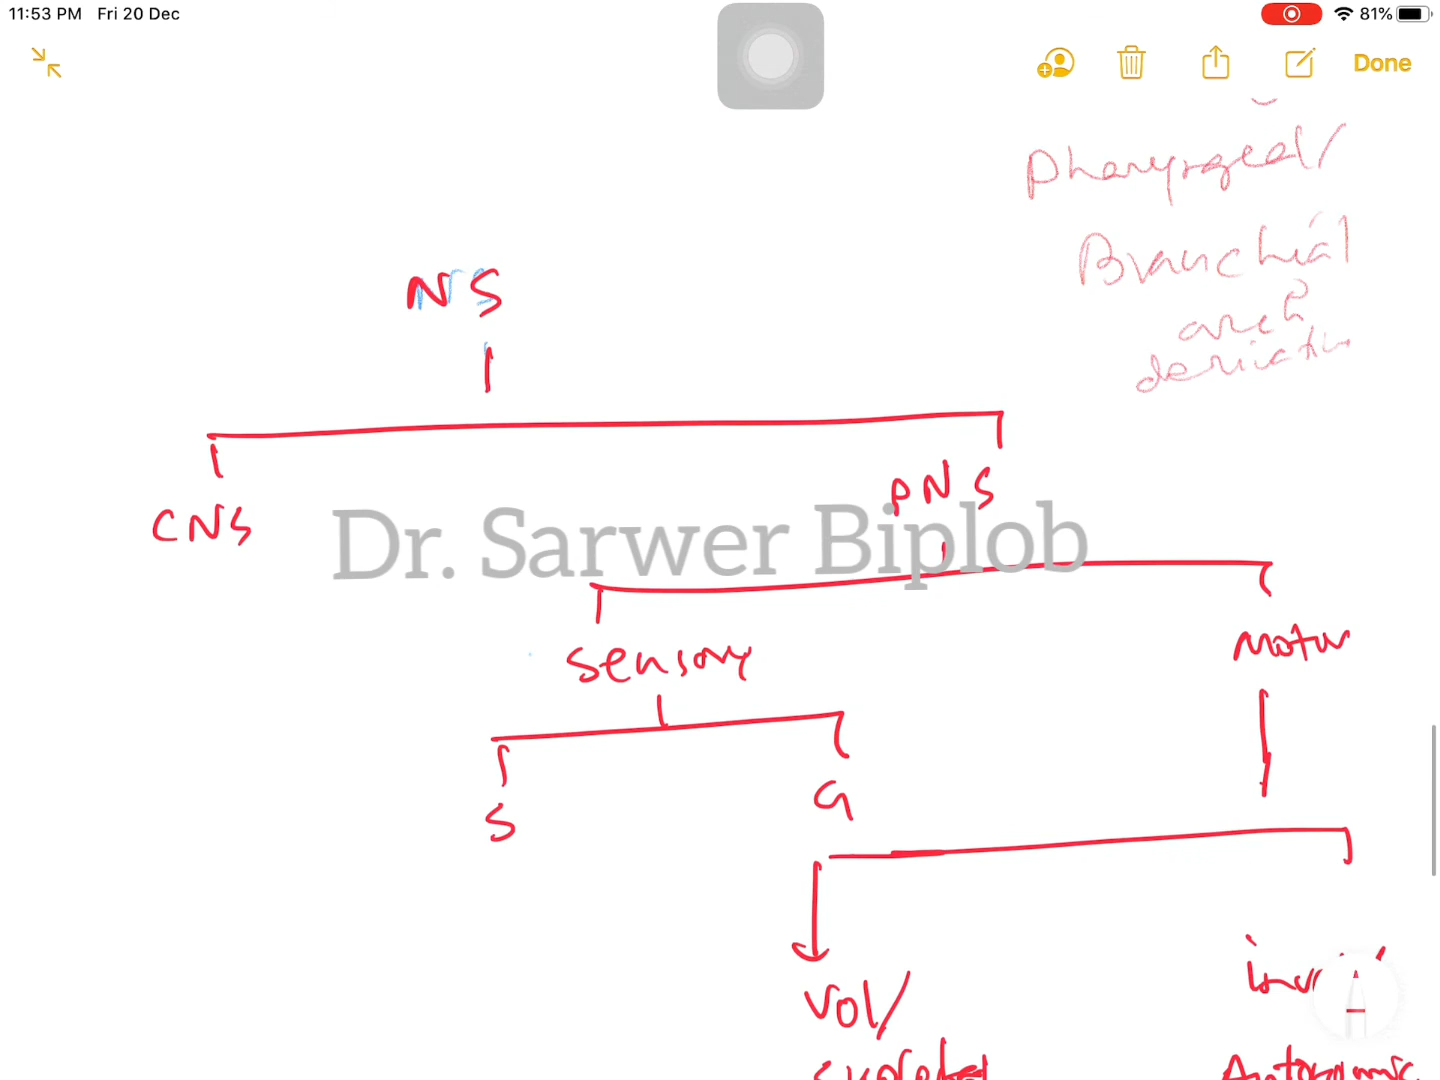 11:53 PM Fri 20 Dec
81%
Done
Pharyngeal/
Branchial
arch
NS
CNS
PNS
Dr. Sarwer Biplob
Sensory
Motor
S
G
Vol/
Autonomic